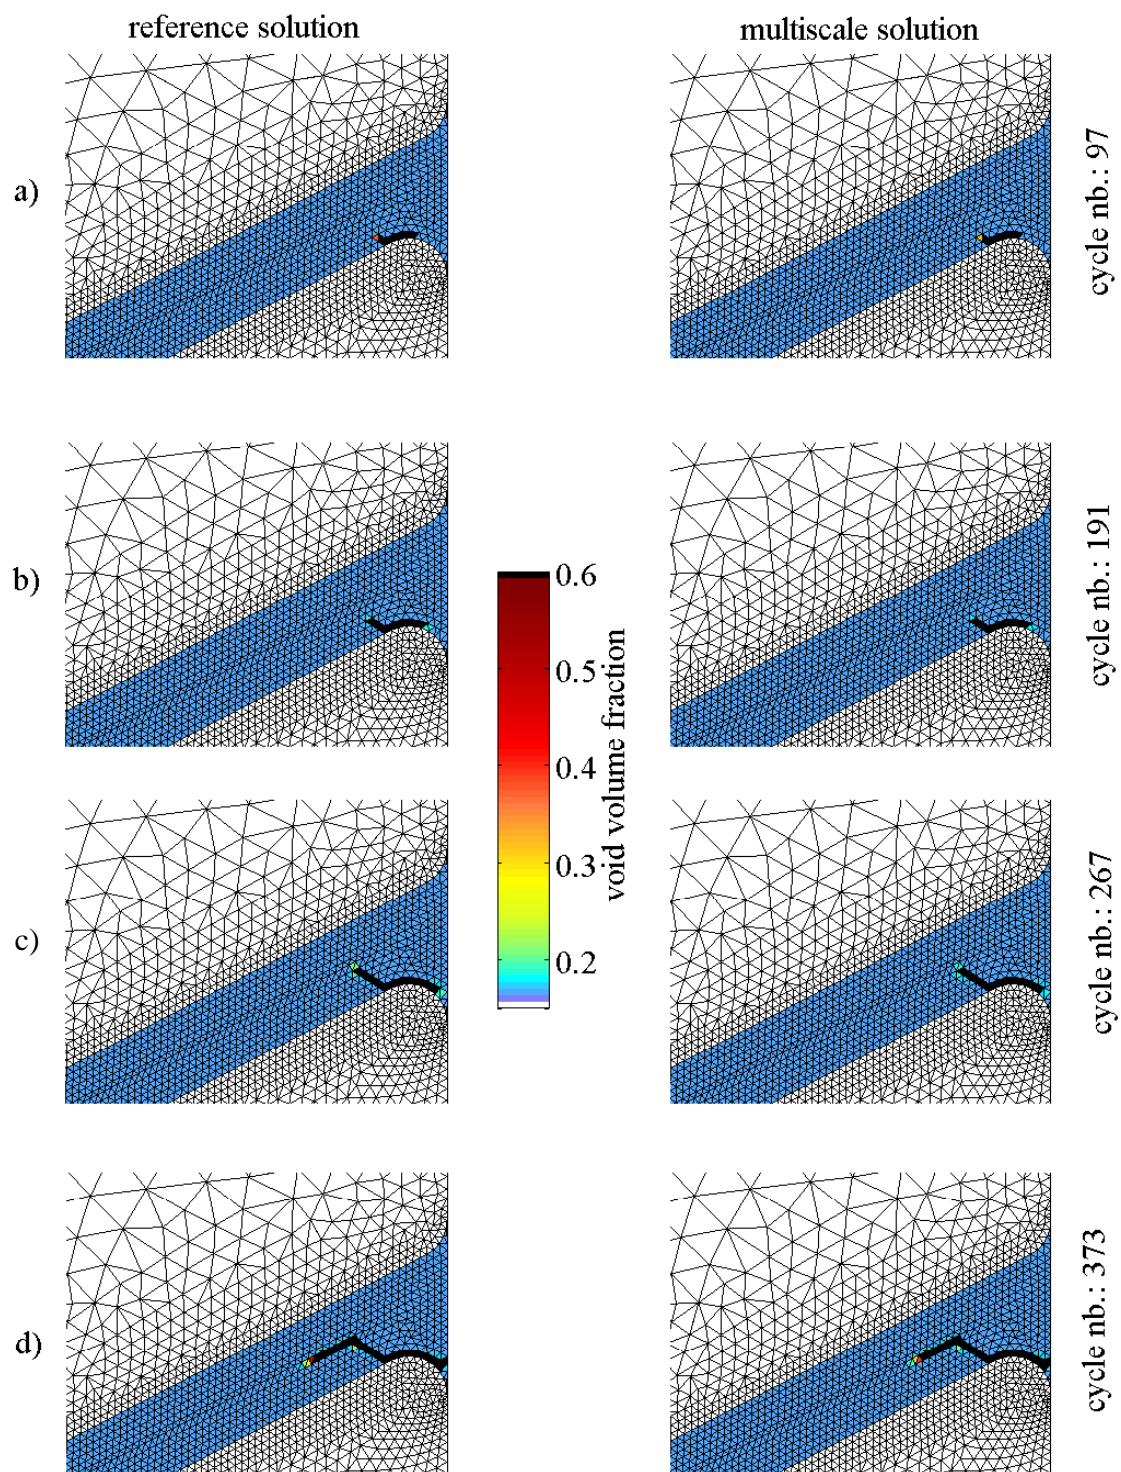 reference solution
multiscale solution
a)
cycle nb.: 97
b)
cycle nb.: 191
0.6
0.5
0.4
0.3
0.2
void volume fraction
c)
cycle nb.: 267
d)
cycle nb.: 373